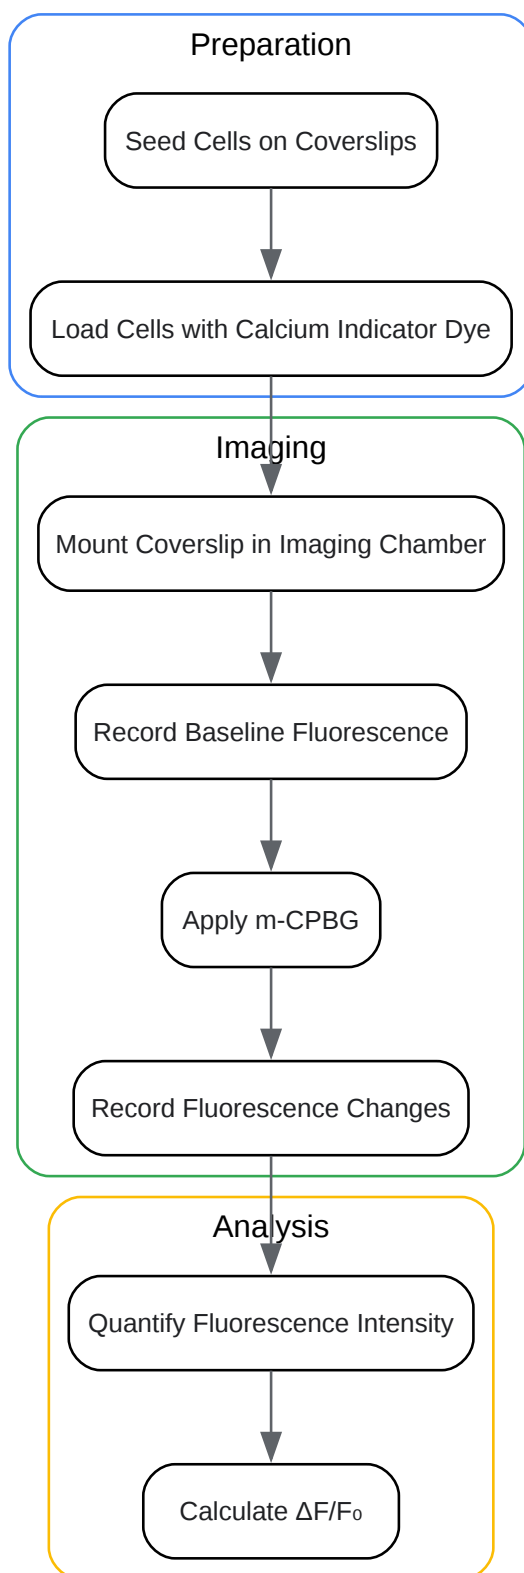 Preparation
Seed Cells on Coverslips
Load Cells with Calcium Indicator Dye
Imaging
Mount Coverslip in Imaging Chamber
Record Baseline Fluorescence
Apply m-CPBG
Record Fluorescence Changes
Analysis
Quantify Fluorescence Intensity
Calculate ΔF/F₀